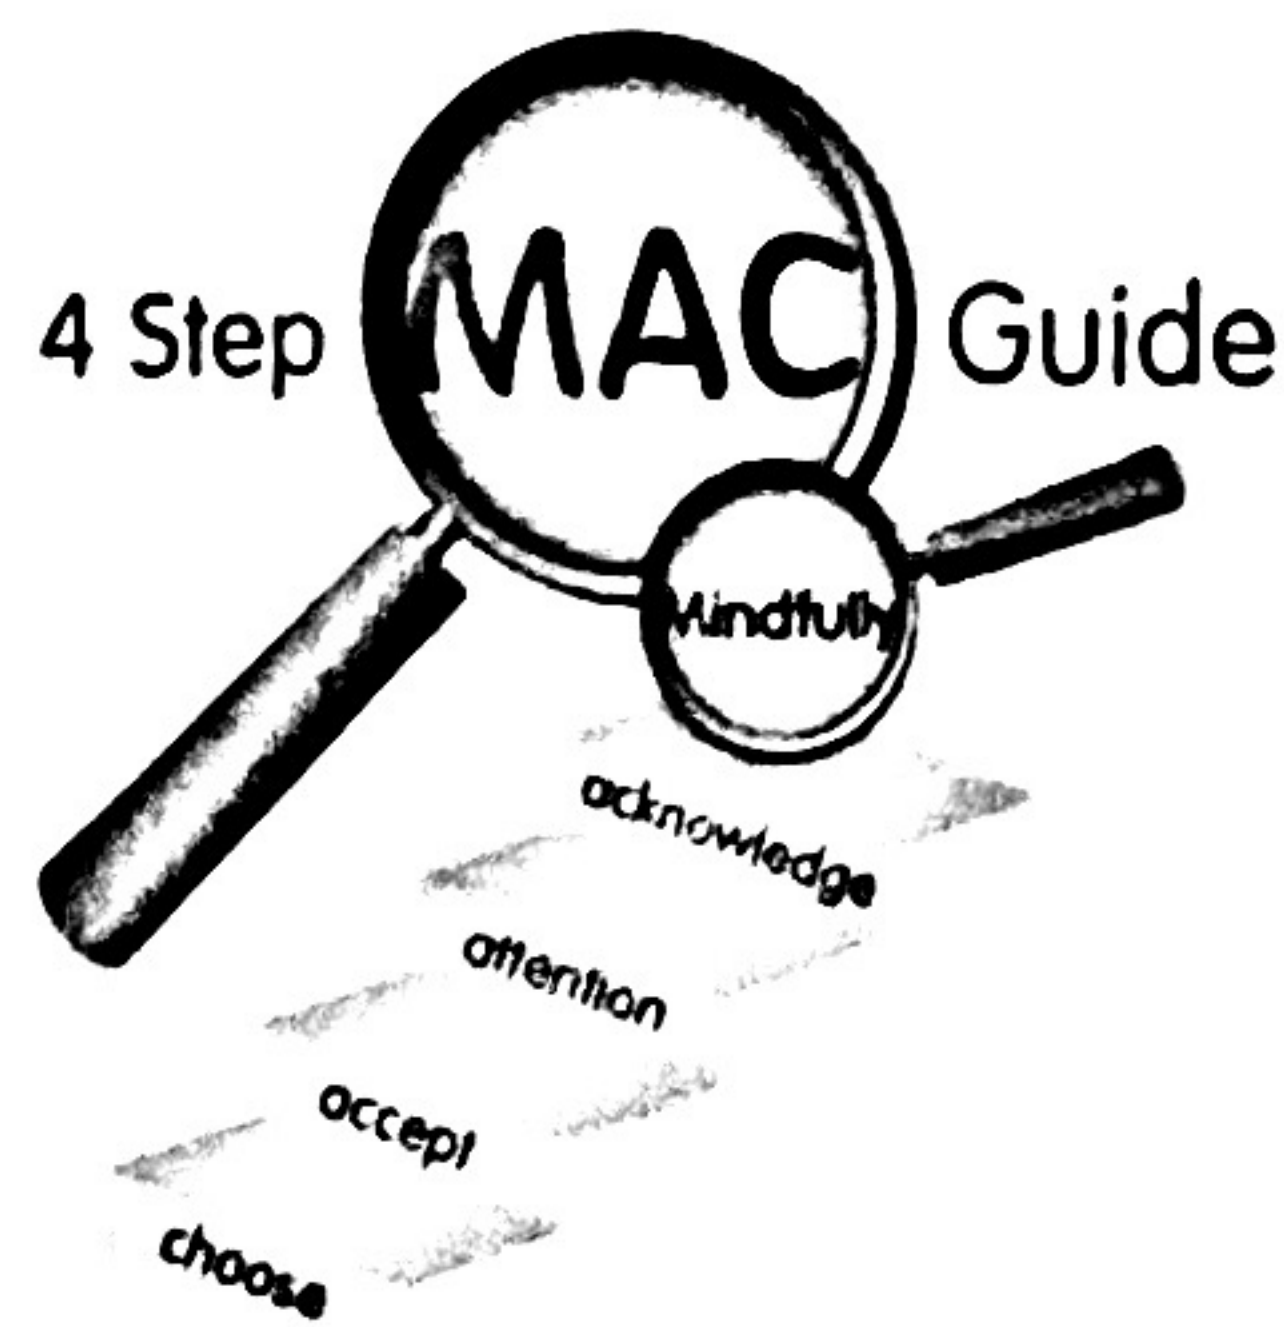 4 Step MAC Guide
Mindfully
acknowledge
attention
accept
choose